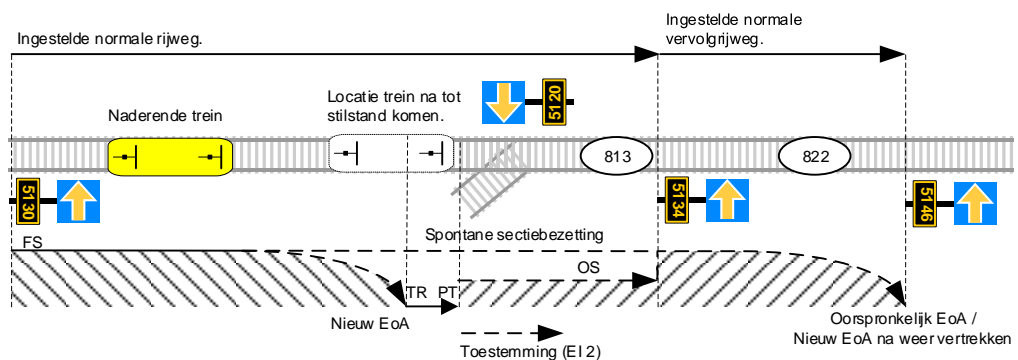 Ingestelde normale rijweg.
Ingestelde normale
vervolgrijweg.
Naderende trein
Locatie trein na tot
stilstand komen.
5120
813
822
5130
5134
5146
FS
Spontane sectiebezetting
OS
TR PT
Nieuw EoA
Toestemming (EI 2)
Oorspronkelijk EoA /
Nieuw EoA na weer vertrekken